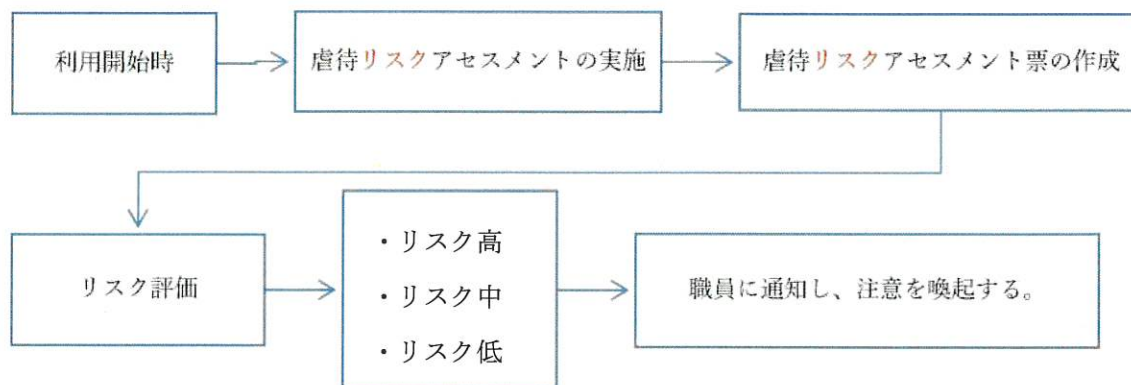 利用開始時
虐待リスクアセスメントの実施
虐待リスクアセスメント票の作成
リスク評価
・リスク高
・リスク中
・リスク低
職員に通知し、注意を喚起する。